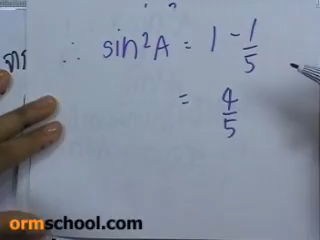 ∴ sin²A = 1 - 1/5
= 4/5
ormschool.com